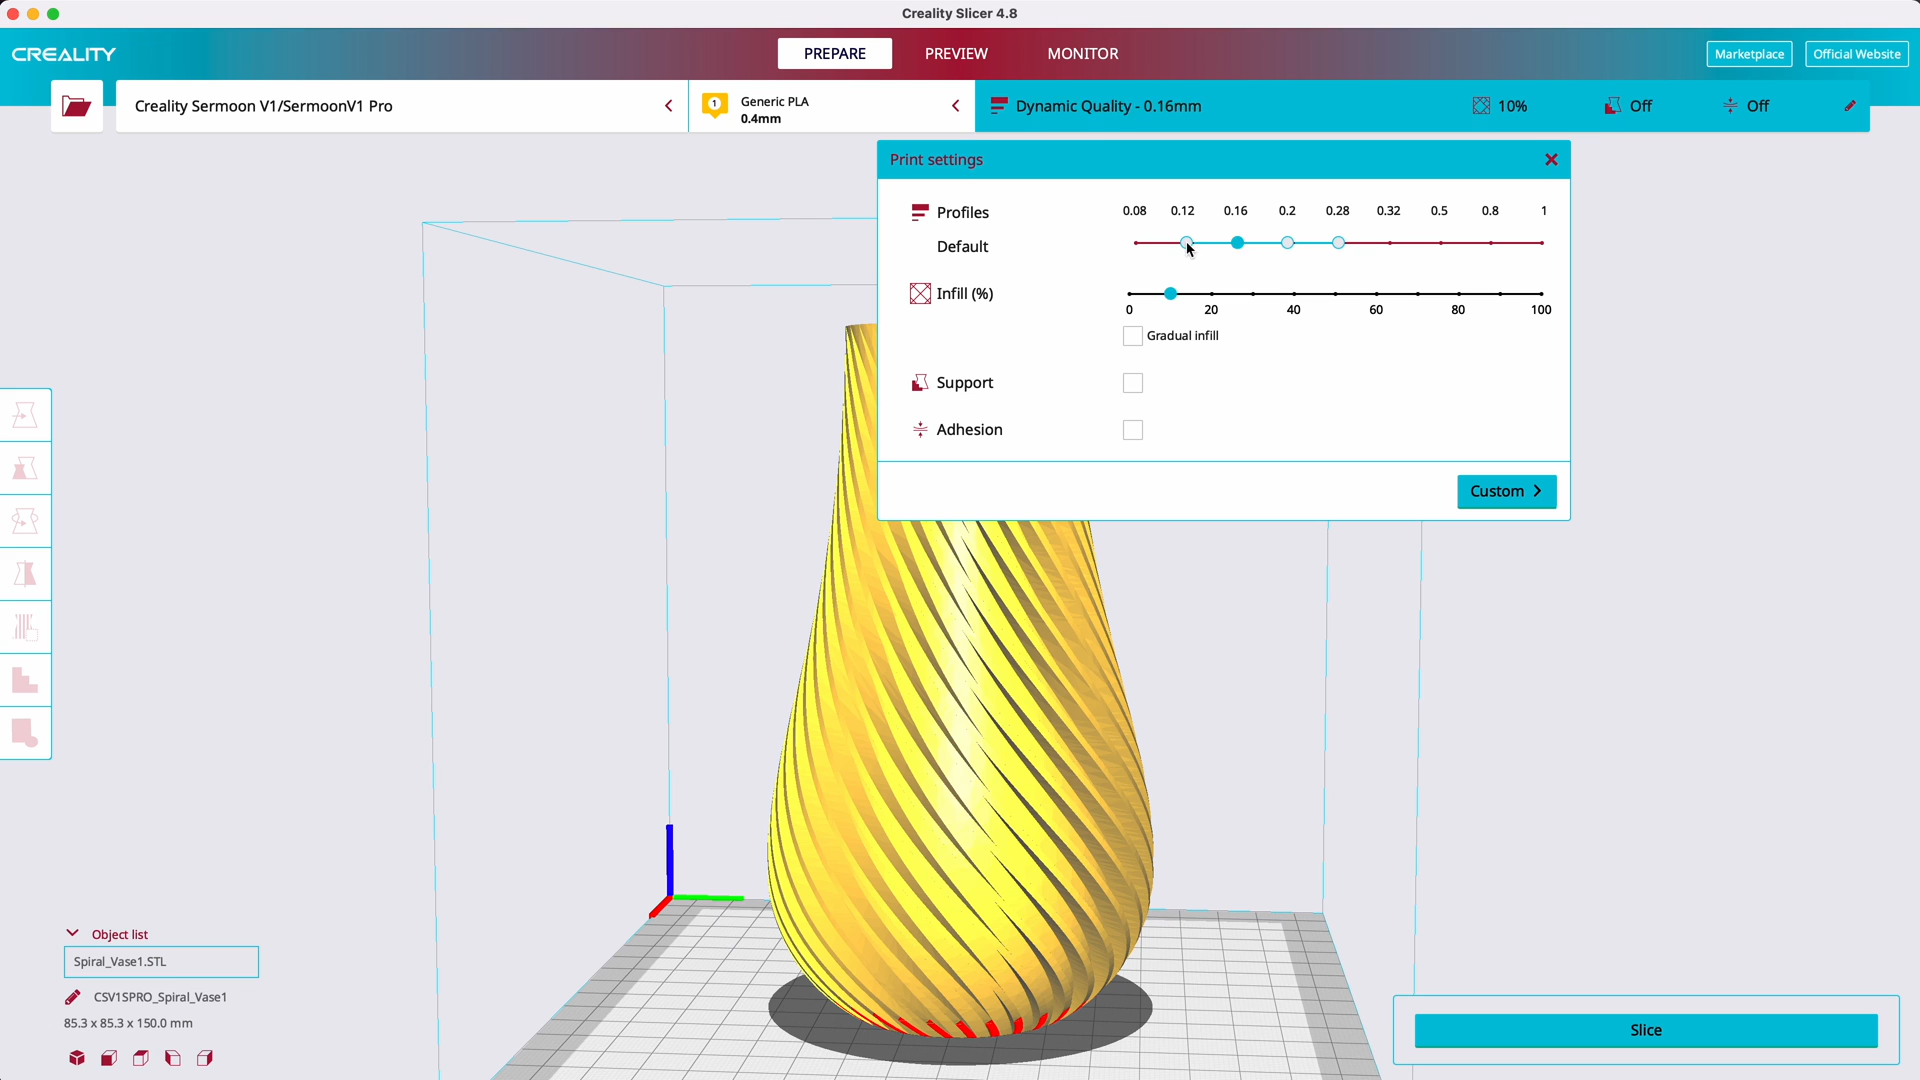 Creality Slicer 4.8
CREALITY
PREPARE
PREVIEW
MONITOR
Marketplace
Official Website
Creality Sermoon V1/SermoonV1 Pro
1
Generic PLA
0.4mm
Dynamic Quality - 0.16mm
10%
Off
Off
Print settings
Profiles
0.08 0.12 0.16 0.2 0.28 0.32 0.5 0.8 1
Default
Infill (%)
0 20 40 60 80 100
Gradual infill
Support
Adhesion
Custom
Object list
Spiral_Vase1.STL
CSV1SPRO_Spiral_Vase1
85.3 x 85.3 x 150.0 mm
Slice